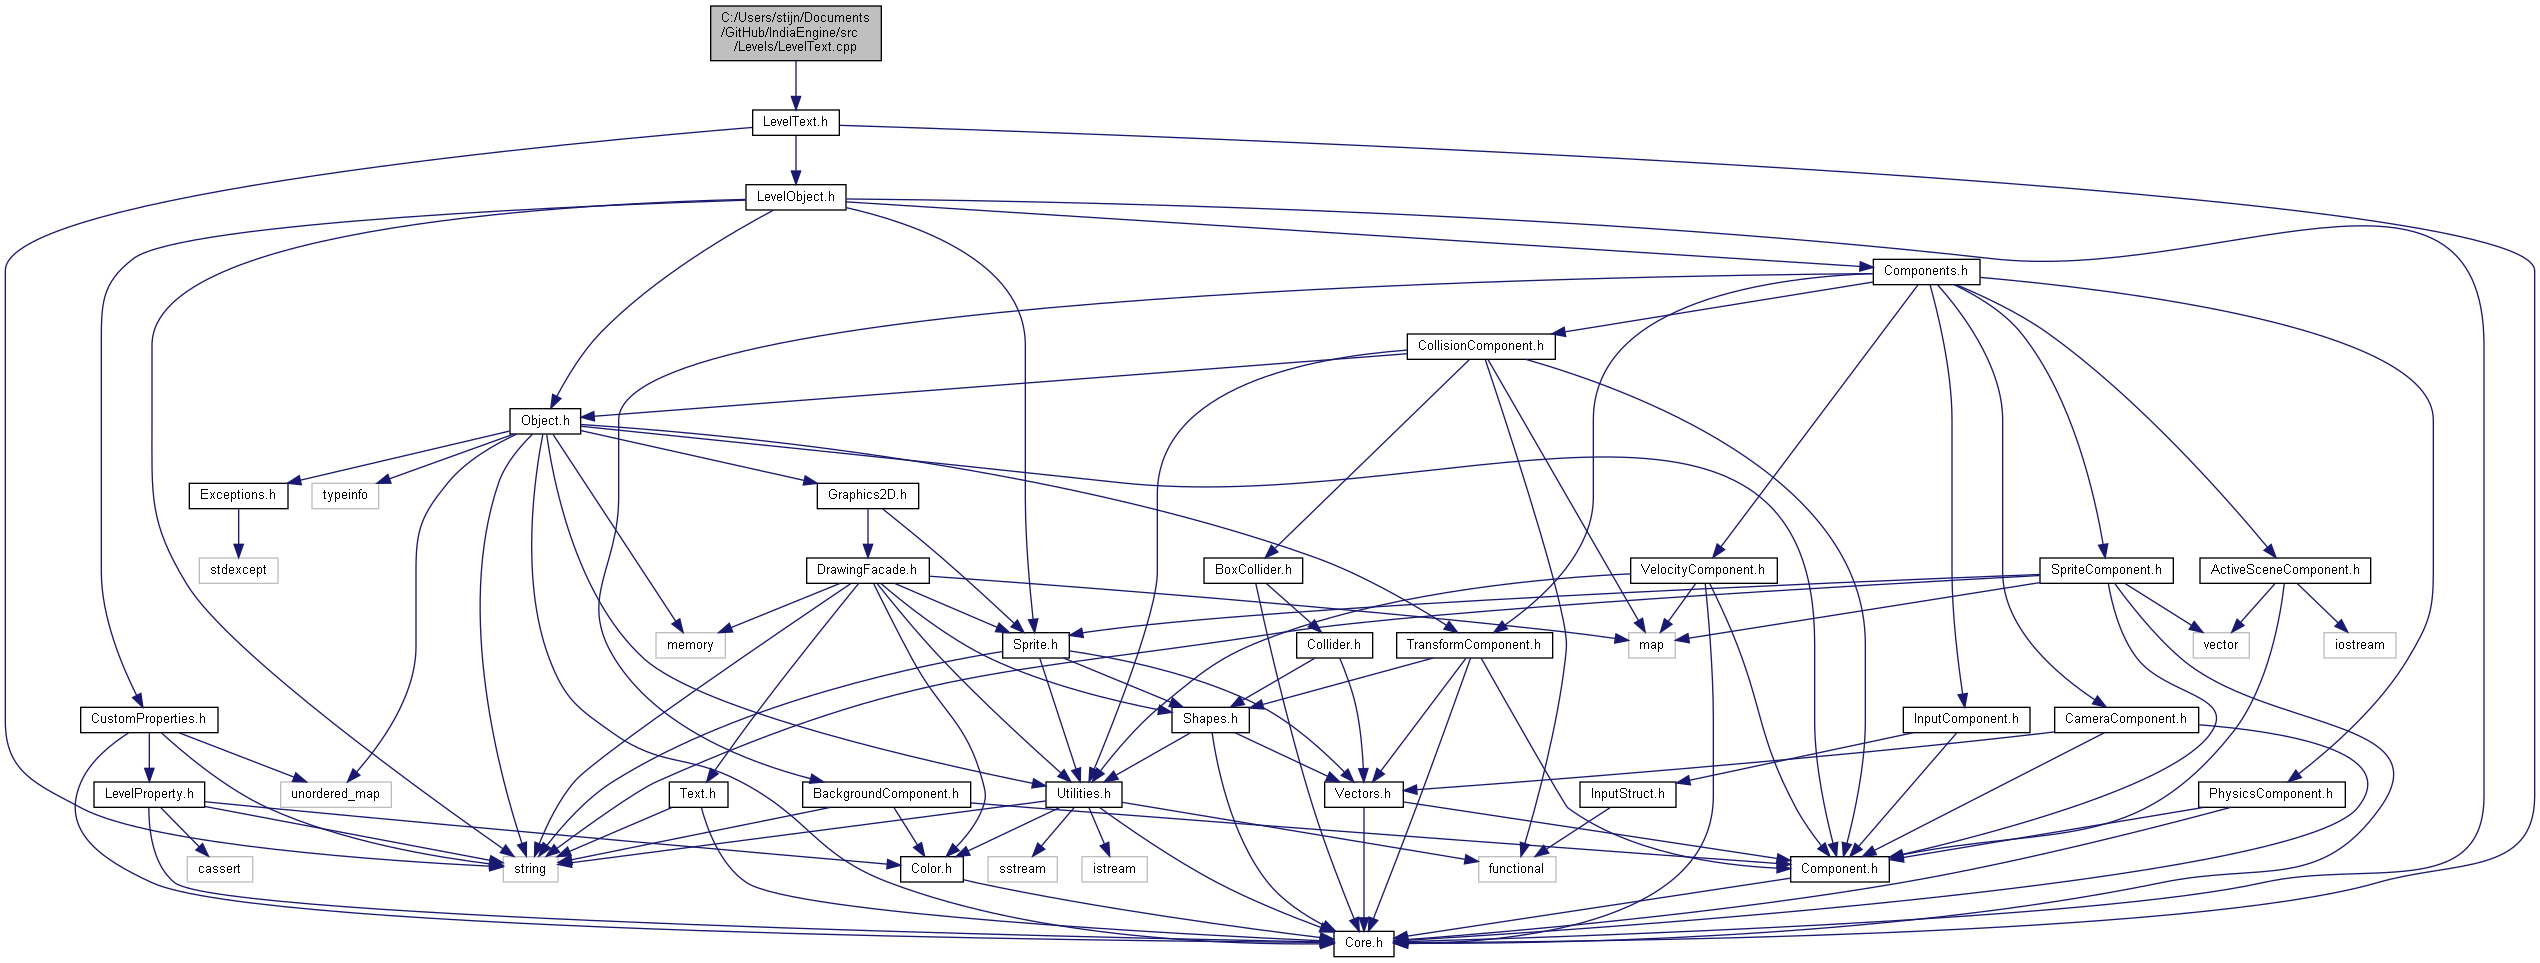 C:/Users/stijn/Documents
/GitHub/IndiaEngine/src
/Levels/LevelText.cpp
LevelText.h
LevelObject.h
Components.h
CollisionComponent.h
Object.h
Exceptions.h
typeinfo
Graphics2D.h
stdexcept
DrawingFacade.h
BoxCollider.h
VelocityComponent.h
SpriteComponent.h
ActiveSceneComponent.h
memory
Sprite.h
Collider.h
TransformComponent.h
map
vector
iostream
CustomProperties.h
Shapes.h
InputComponent.h
CameraComponent.h
LevelProperty.h
unordered_map
Text.h
BackgroundComponent.h
Utilities.h
Vectors.h
InputStruct.h
PhysicsComponent.h
cassert
string
Color.h
sstream
istream
functional
Component.h
Core.h